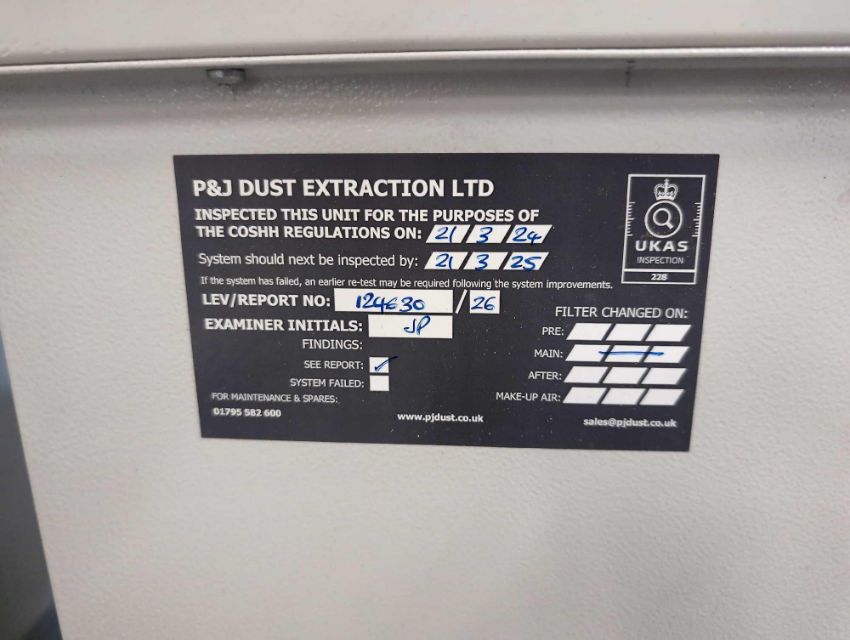 P&J DUST EXTRACTION LTD
INSPECTED THIS UNIT FOR THE PURPOSES OF
THE COSHH REGULATIONS ON: 21/3/24
System should next be inspected by: 21/3/25
If the system has failed, an earlier re-test may be required following the system improvements.
LEV/REPORT NO: 124630 / 26
EXAMINER INITIALS: JP
FINDINGS:
SEE REPORT: ✓
SYSTEM FAILED:
FOR MAINTENANCE & SPARES:
01795 582 600
www.pjdust.co.uk
UKAS
INSPECTION
228
FILTER CHANGED ON:
PRE:
MAIN: —
AFTER:
MAKE-UP AIR:
sales@pjdust.co.uk